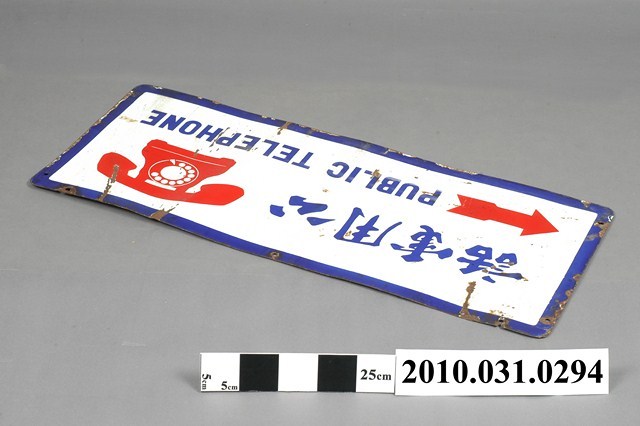 公用電話
PUBLIC TELEPHONE
5cm
5cm
25cm
2010.031.0294